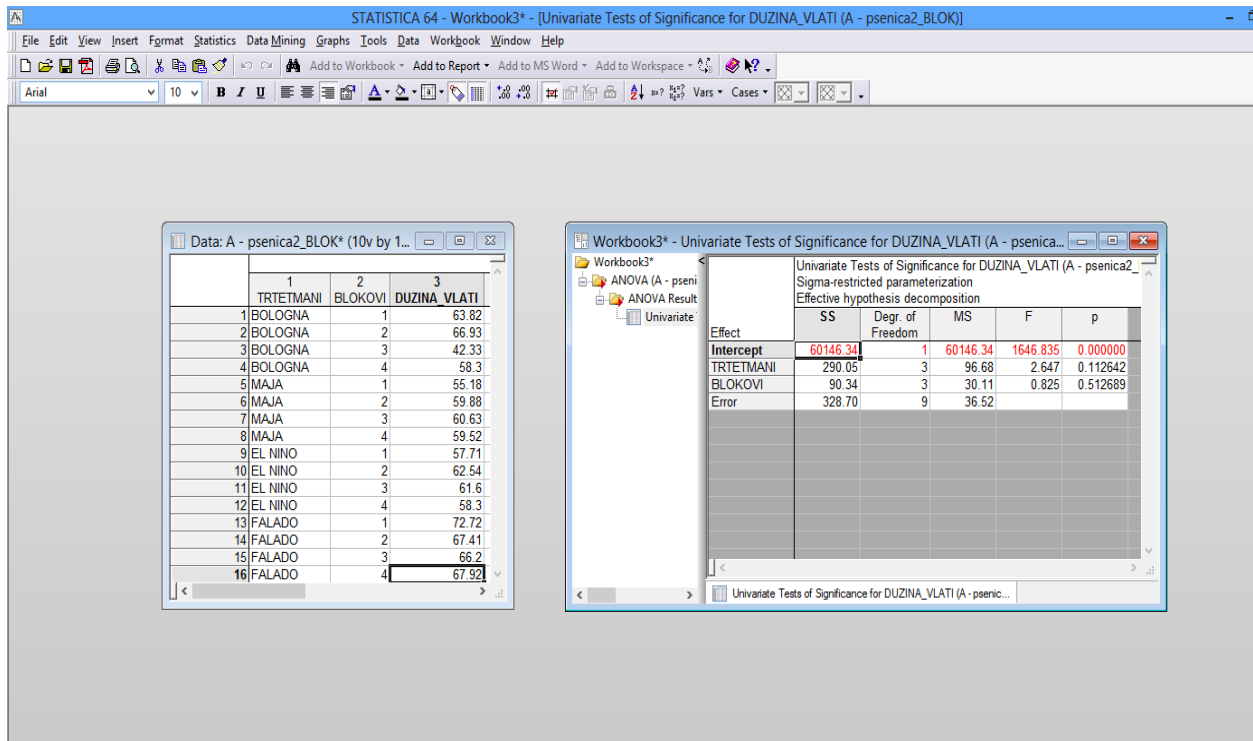 STATISTICA 64 - Workbook3* - [Univariate Tests of Significance for DUZINA_VLATI (A - psenica2_BLOK)]
File Edit View Insert Format Statistics Data Mining Graphs Tools Data Workbook Window Help
Add to Workbook Add to Report Add to MS Word Add to Workspace
Arial 10 B I U A Vars Cases
Data: A - psenica2_BLOK* (10v by 1...
1 2 3
TRTETMANI BLOKOVI DUZINA_VLATI
1 BOLOGNA 1 63.82
2 BOLOGNA 2 66.93
3 BOLOGNA 3 42.33
4 BOLOGNA 4 58.3
5 MAJA 1 55.18
6 MAJA 2 59.88
7 MAJA 3 60.63
8 MAJA 4 59.52
9 EL NINO 1 57.71
10 EL NINO 2 62.54
11 EL NINO 3 61.6
12 EL NINO 4 58.3
13 FALADO 1 72.72
14 FALADO 2 67.41
15 FALADO 3 66.2
16 FALADO 4 67.92
Workbook3* - Univariate Tests of Significance for DUZINA_VLATI (A - psenica...
Workbook3*
ANOVA (A - pseni
ANOVA Result
Univariate
Univariate Tests of Significance for DUZINA_VLATI (A - psenica2_
Sigma-restricted parameterization
Effective hypothesis decomposition
Effect SS Degr. of Freedom MS F p
Intercept 60146.34 1 60146.34 1646.835 0.000000
TRTETMANI 290.05 3 96.68 2.647 0.112642
BLOKOVI 90.34 3 30.11 0.825 0.512689
Error 328.70 9 36.52
Univariate Tests of Significance for DUZINA_VLATI (A - psenic...